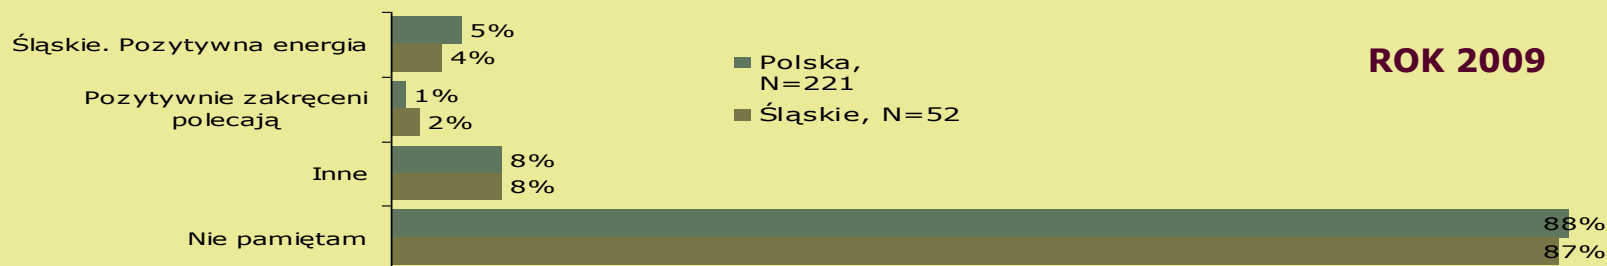 Śląskie. Pozytywna energia
5%
4%
Polska,
N=221
Śląskie, N=52
ROK 2009
Pozytywnie zakręceni
polecają
1%
2%
Inne
8%
8%
Nie pamiętam
88%
87%